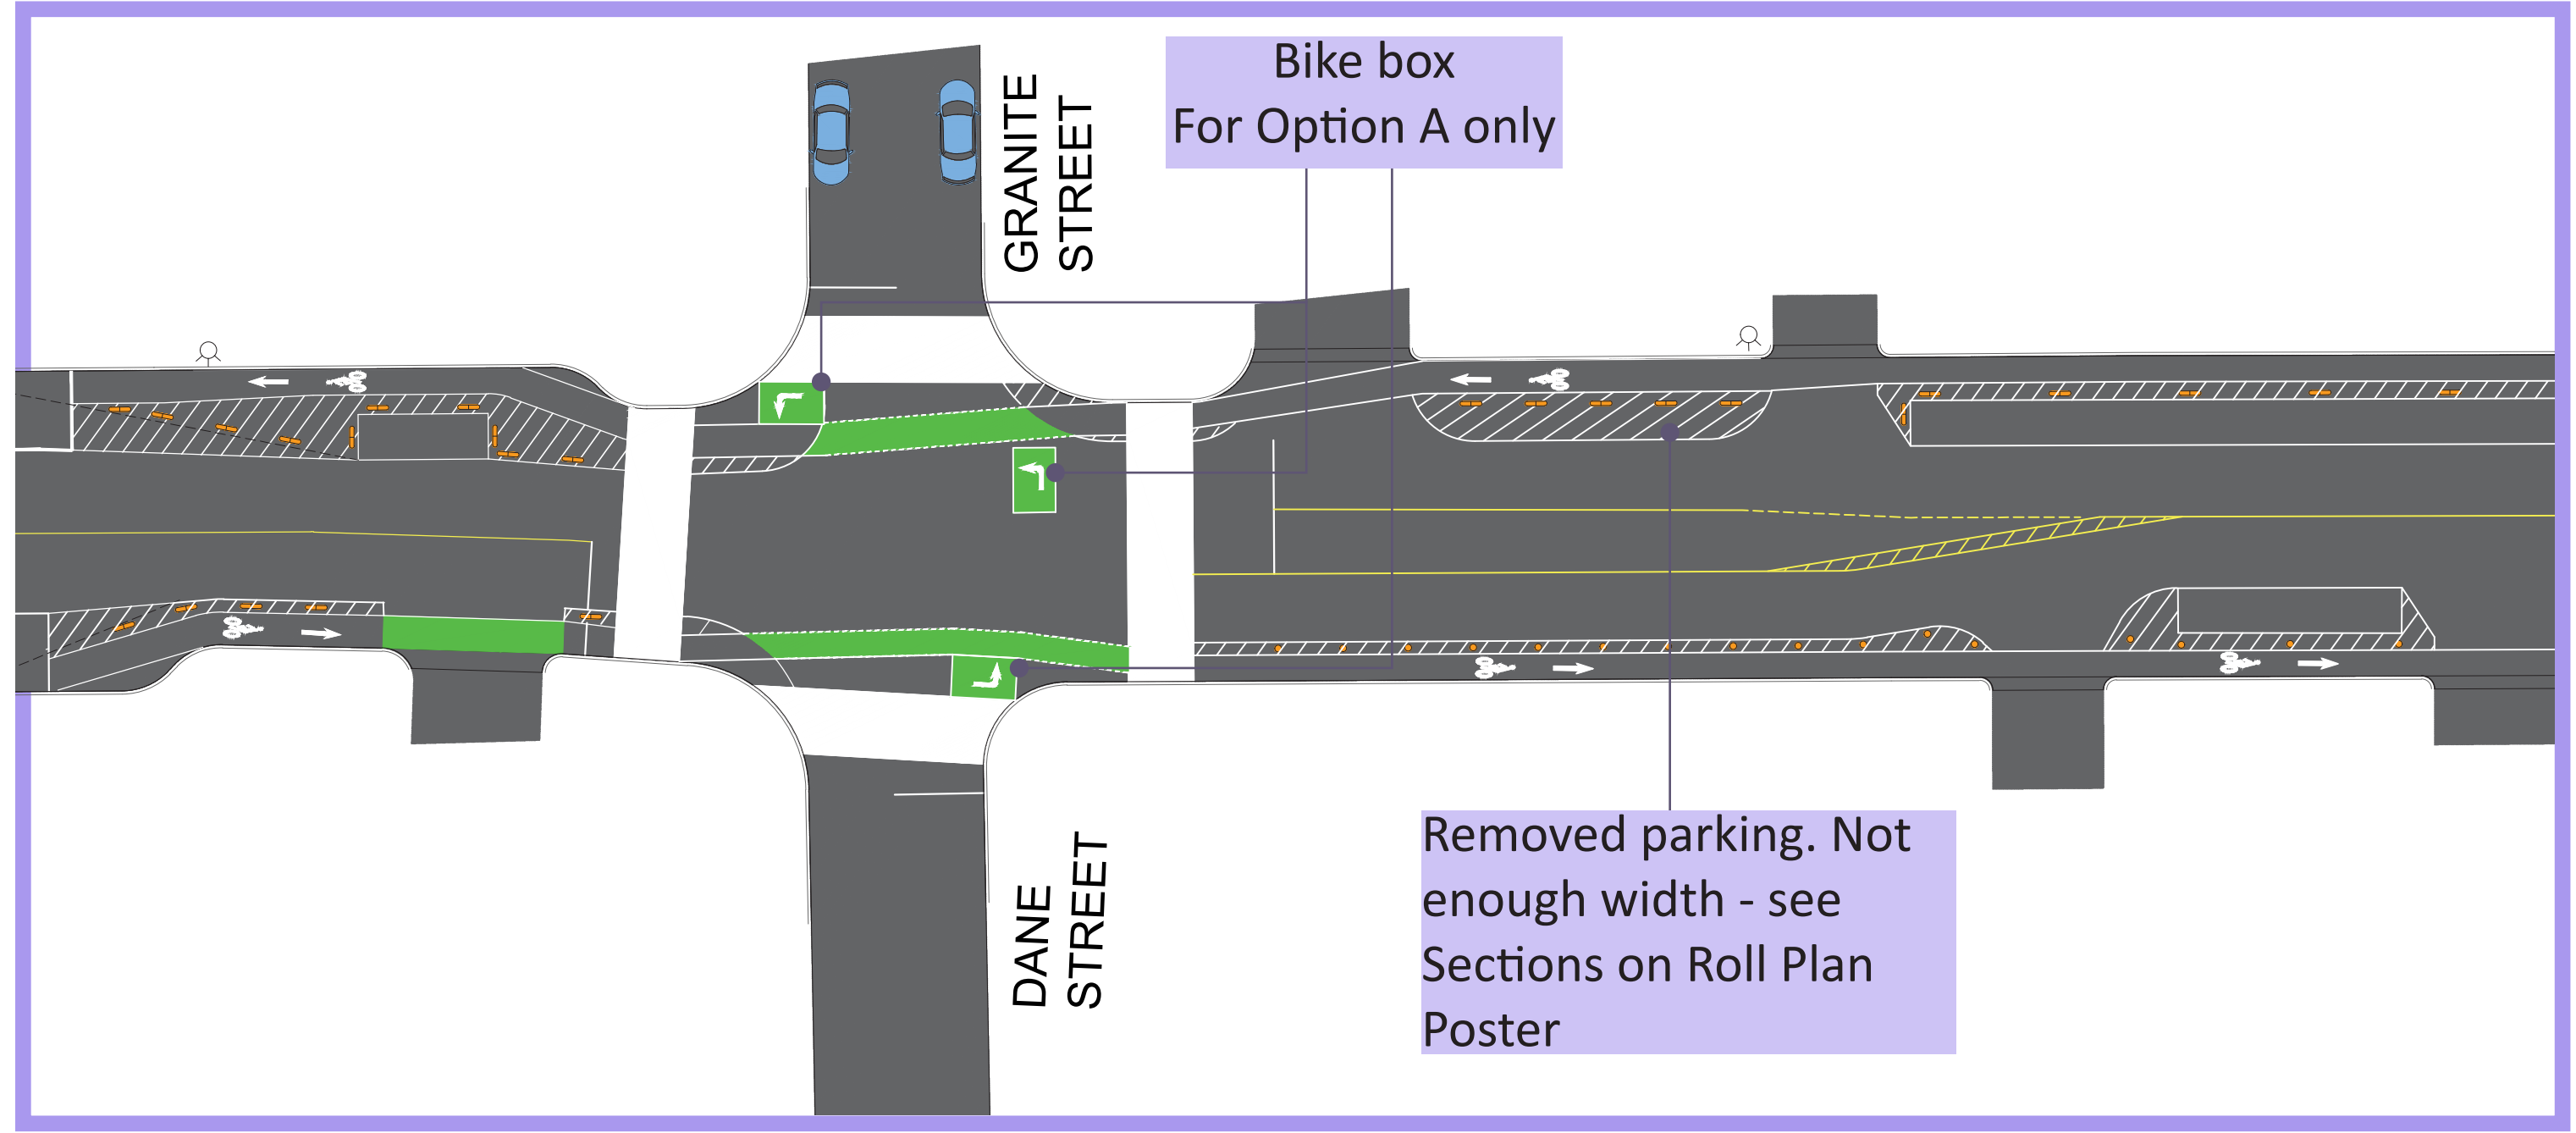 GRANITE
STREET
Bike box
For Option A only
DANE
STREET
Removed parking. Not
enough width - see
Sections on Roll Plan
Poster